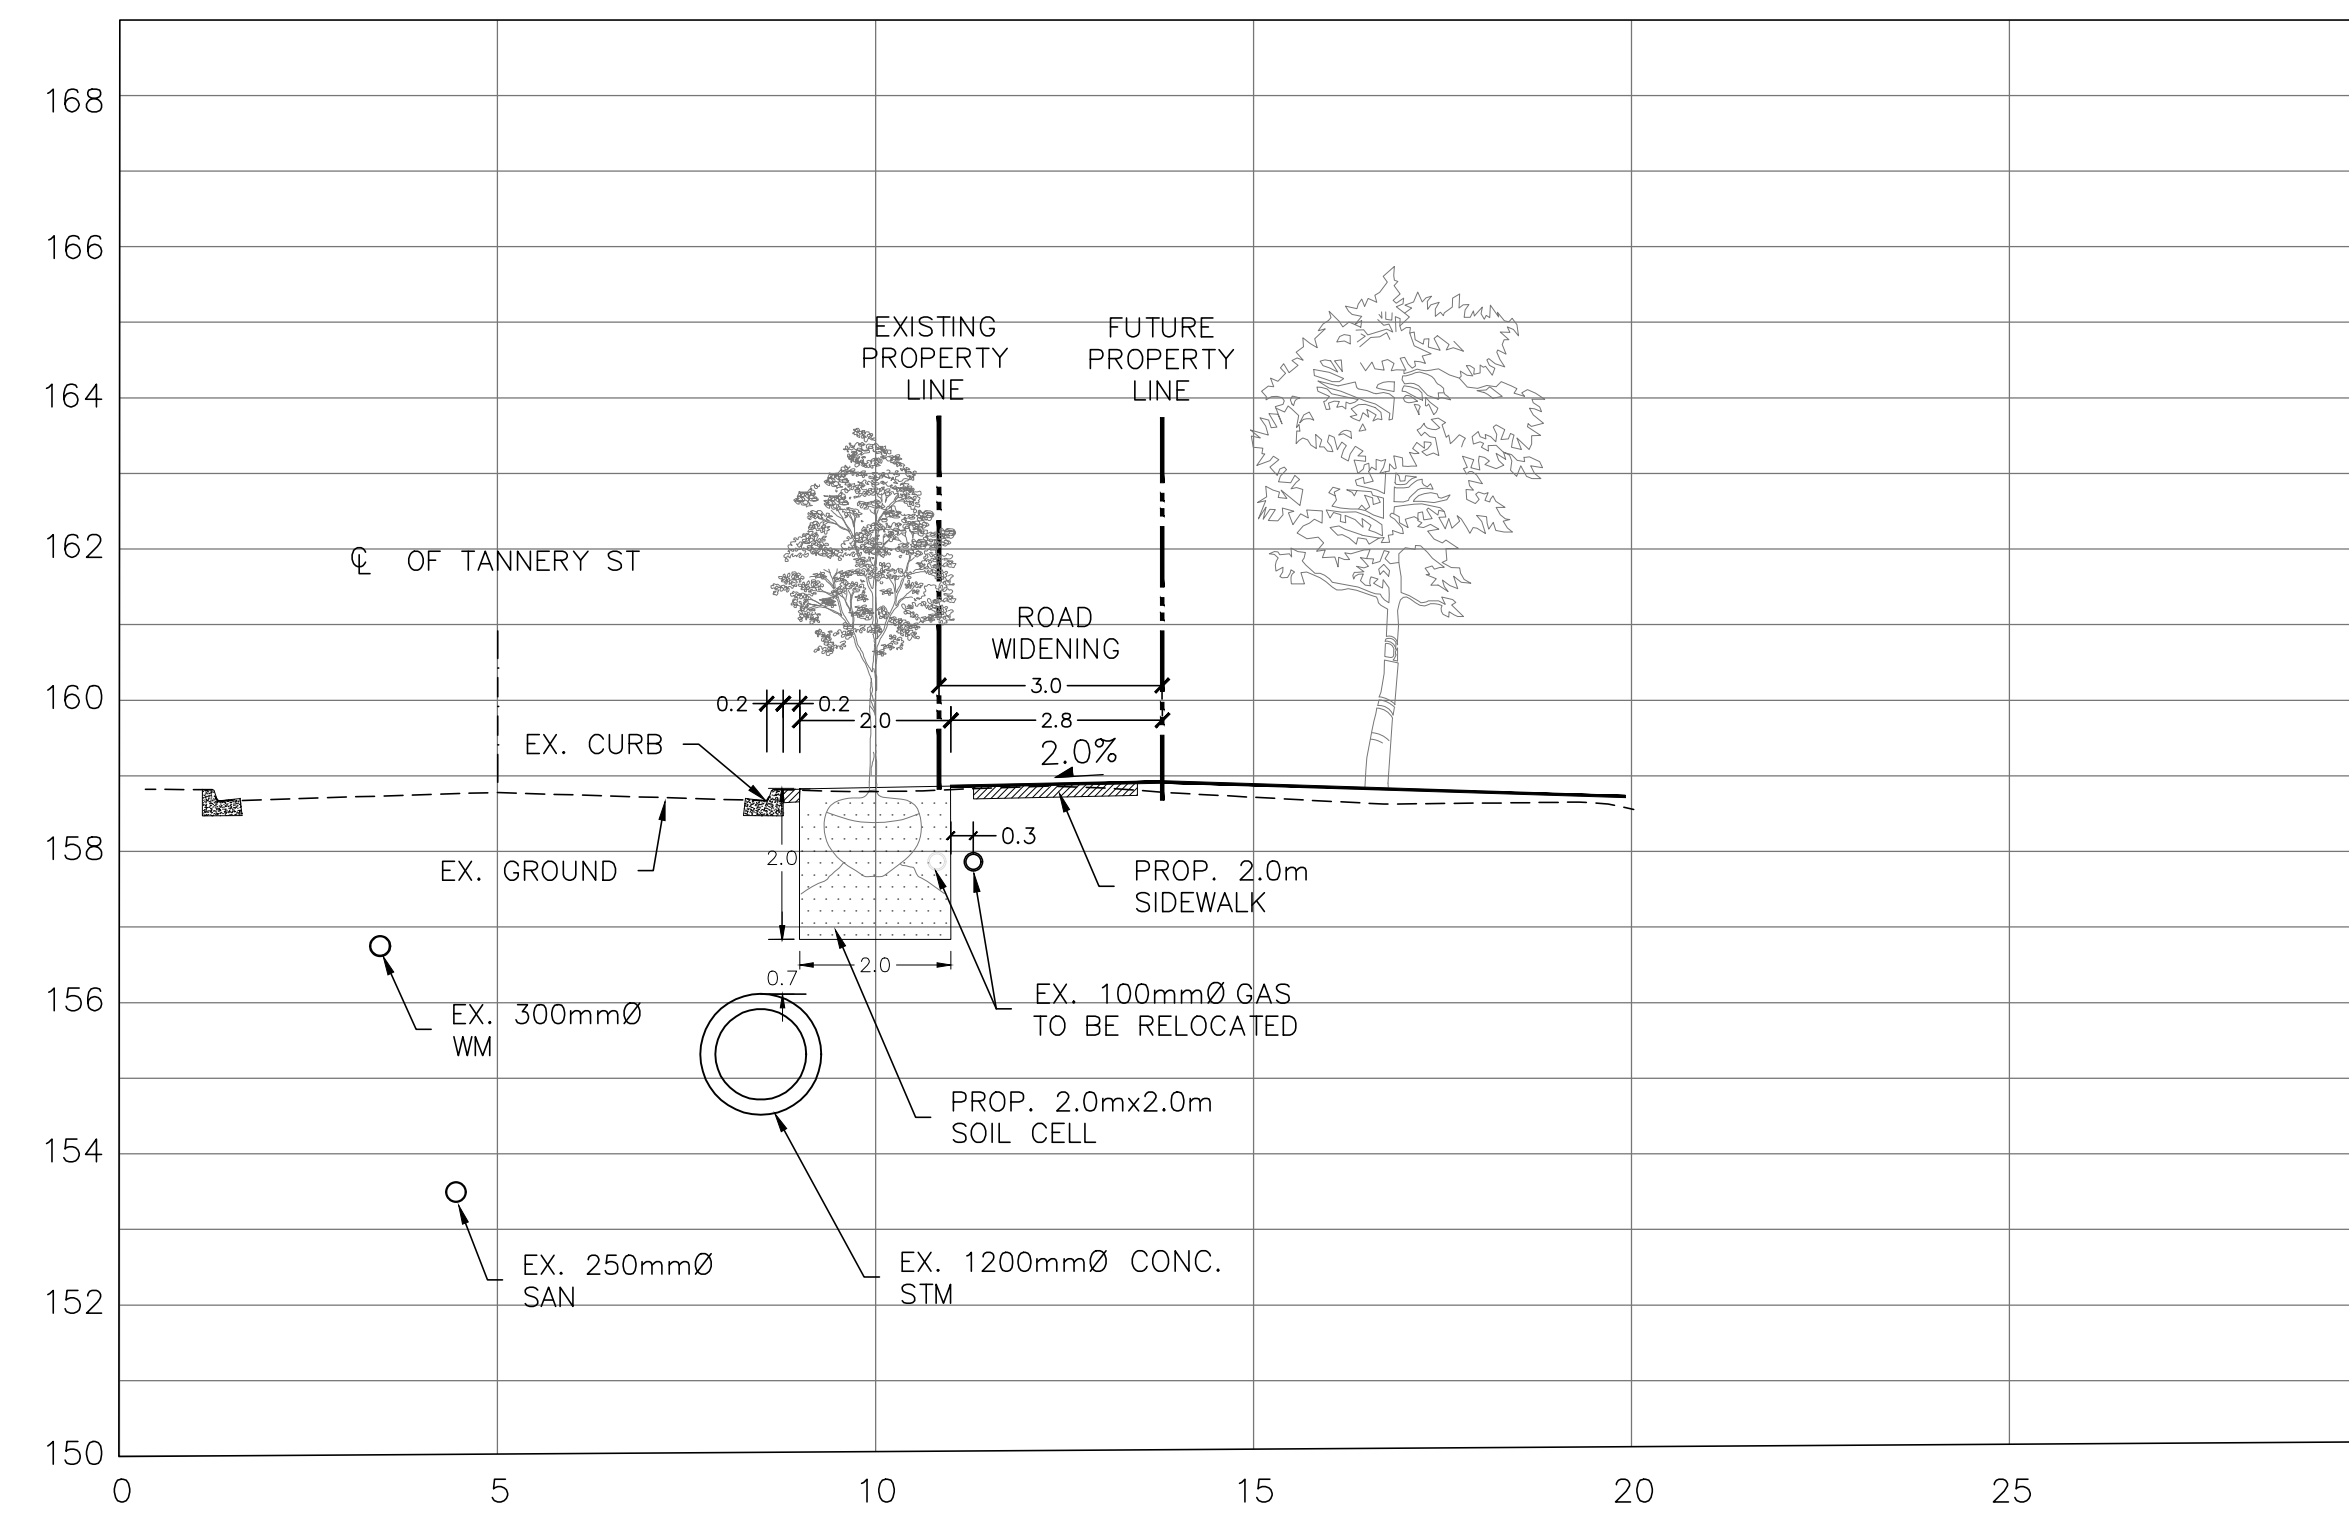 168
166
164
162
160
158
156
154
152
150
0
5
10
15
20
25
EXISTING
PROPERTY
LINE
FUTURE
PROPERTY
LINE
℄ OF TANNERY ST
ROAD
WIDENING
3.0
0.2
0.2
2.0
2.8
EX. CURB
2.0%
0.3
2.0
EX. GROUND
PROP. 2.0m
SIDEWALK
2.0
0.7
EX. 300mmØ
WM
EX. 100mmØ GAS
TO BE RELOCATED
PROP. 2.0mx2.0m
SOIL CELL
EX. 250mmØ
SAN
EX. 1200mmØ CONC.
STM